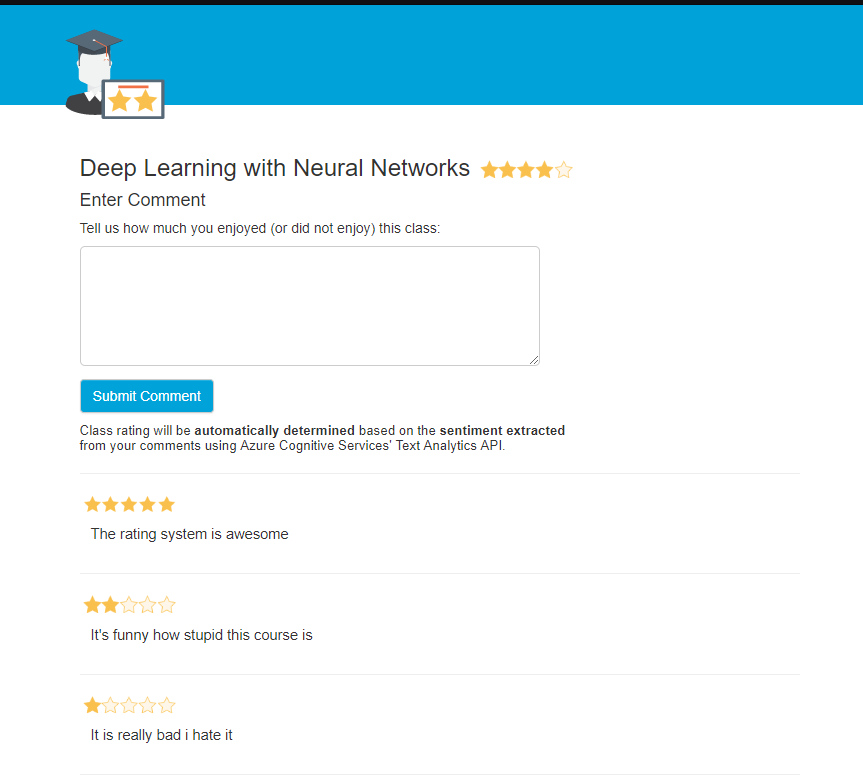 Deep Learning with Neural Networks
Enter Comment
Tell us how much you enjoyed (or did not enjoy) this class:
Submit Comment
Class rating will be automatically determined based on the sentiment extracted
from your comments using Azure Cognitive Services' Text Analytics API.
The rating system is awesome
It's funny how stupid this course is
It is really bad i hate it